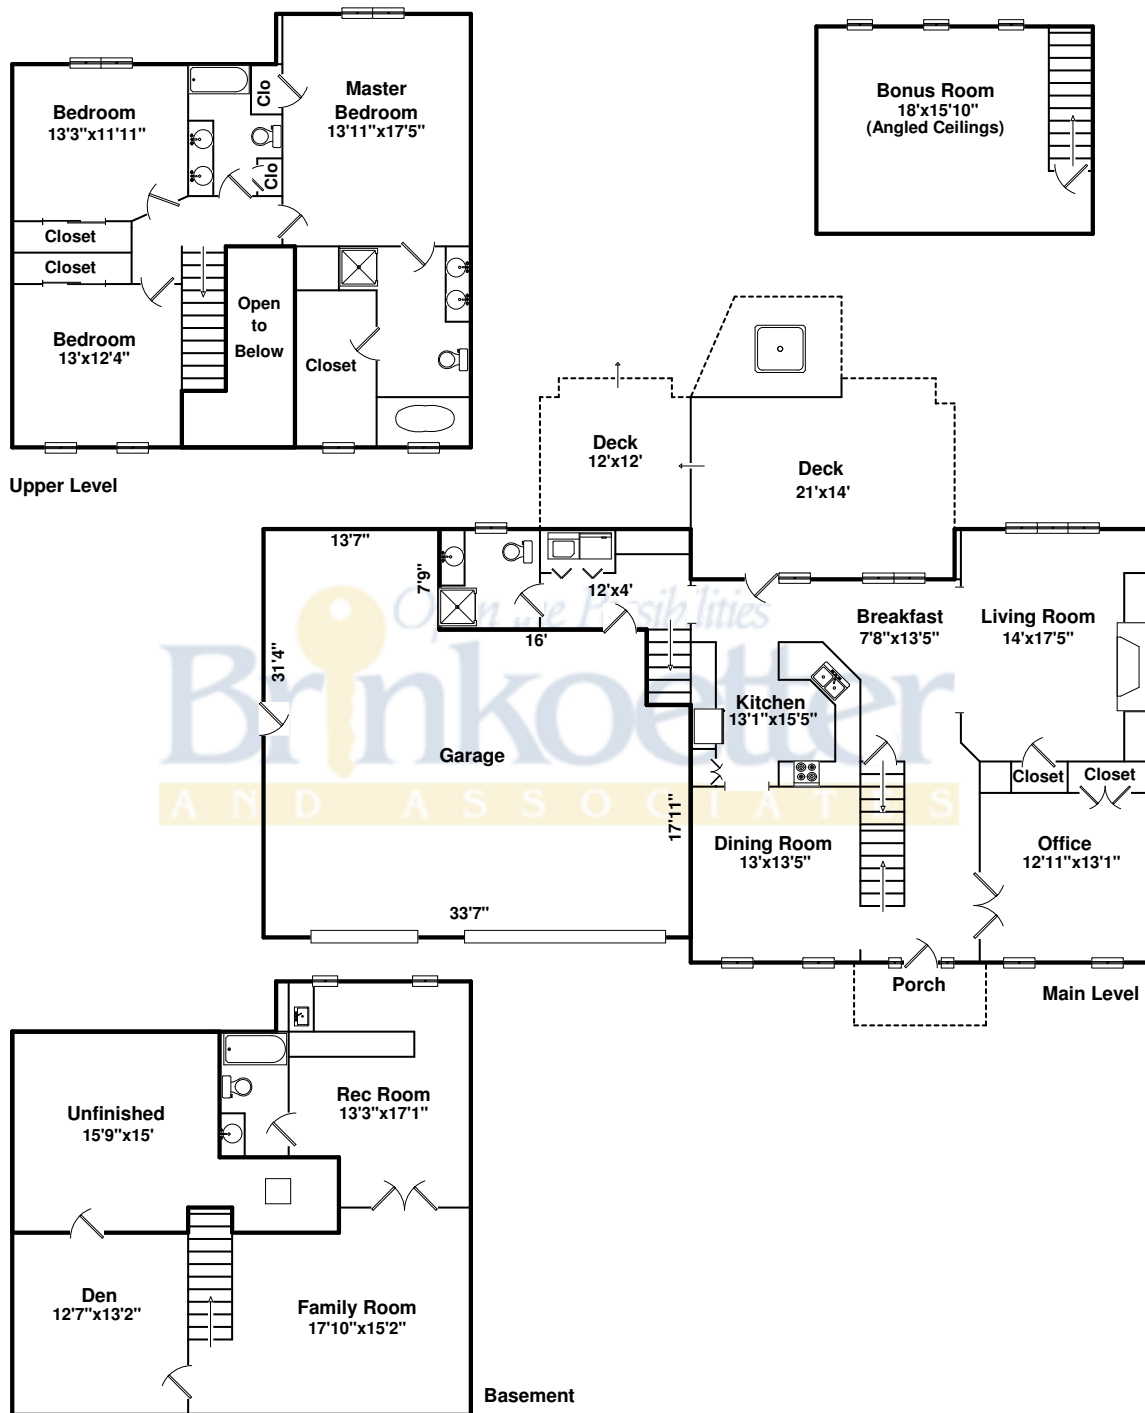 Bedroom
13'3"x11'11"
Clo
Master
Bedroom
13'11"x17'5"
Clo
Closet
Closet
Bedroom
13'x12'4"
Open
to
Below
Closet
Upper Level
Bonus Room
18'x15'10"
(Angled Ceilings)
Deck
12'x12'
Deck
21'x14'
13'7"
7'9"
12'x4'
16'
31'4"
Open the Possibilities
Brinkoetter
AND ASSOCIATES
Breakfast
7'8"x13'5"
Living Room
14'x17'5"
Kitchen
13'1"x15'5"
Garage
Closet
Closet
17'11"
Dining Room
13'x13'5"
Office
12'11"x13'1"
33'7"
Porch
Main Level
Unfinished
15'9"x15'
Rec Room
13'3"x17'1"
Den
12'7"x13'2"
Family Room
17'10"x15'2"
Basement